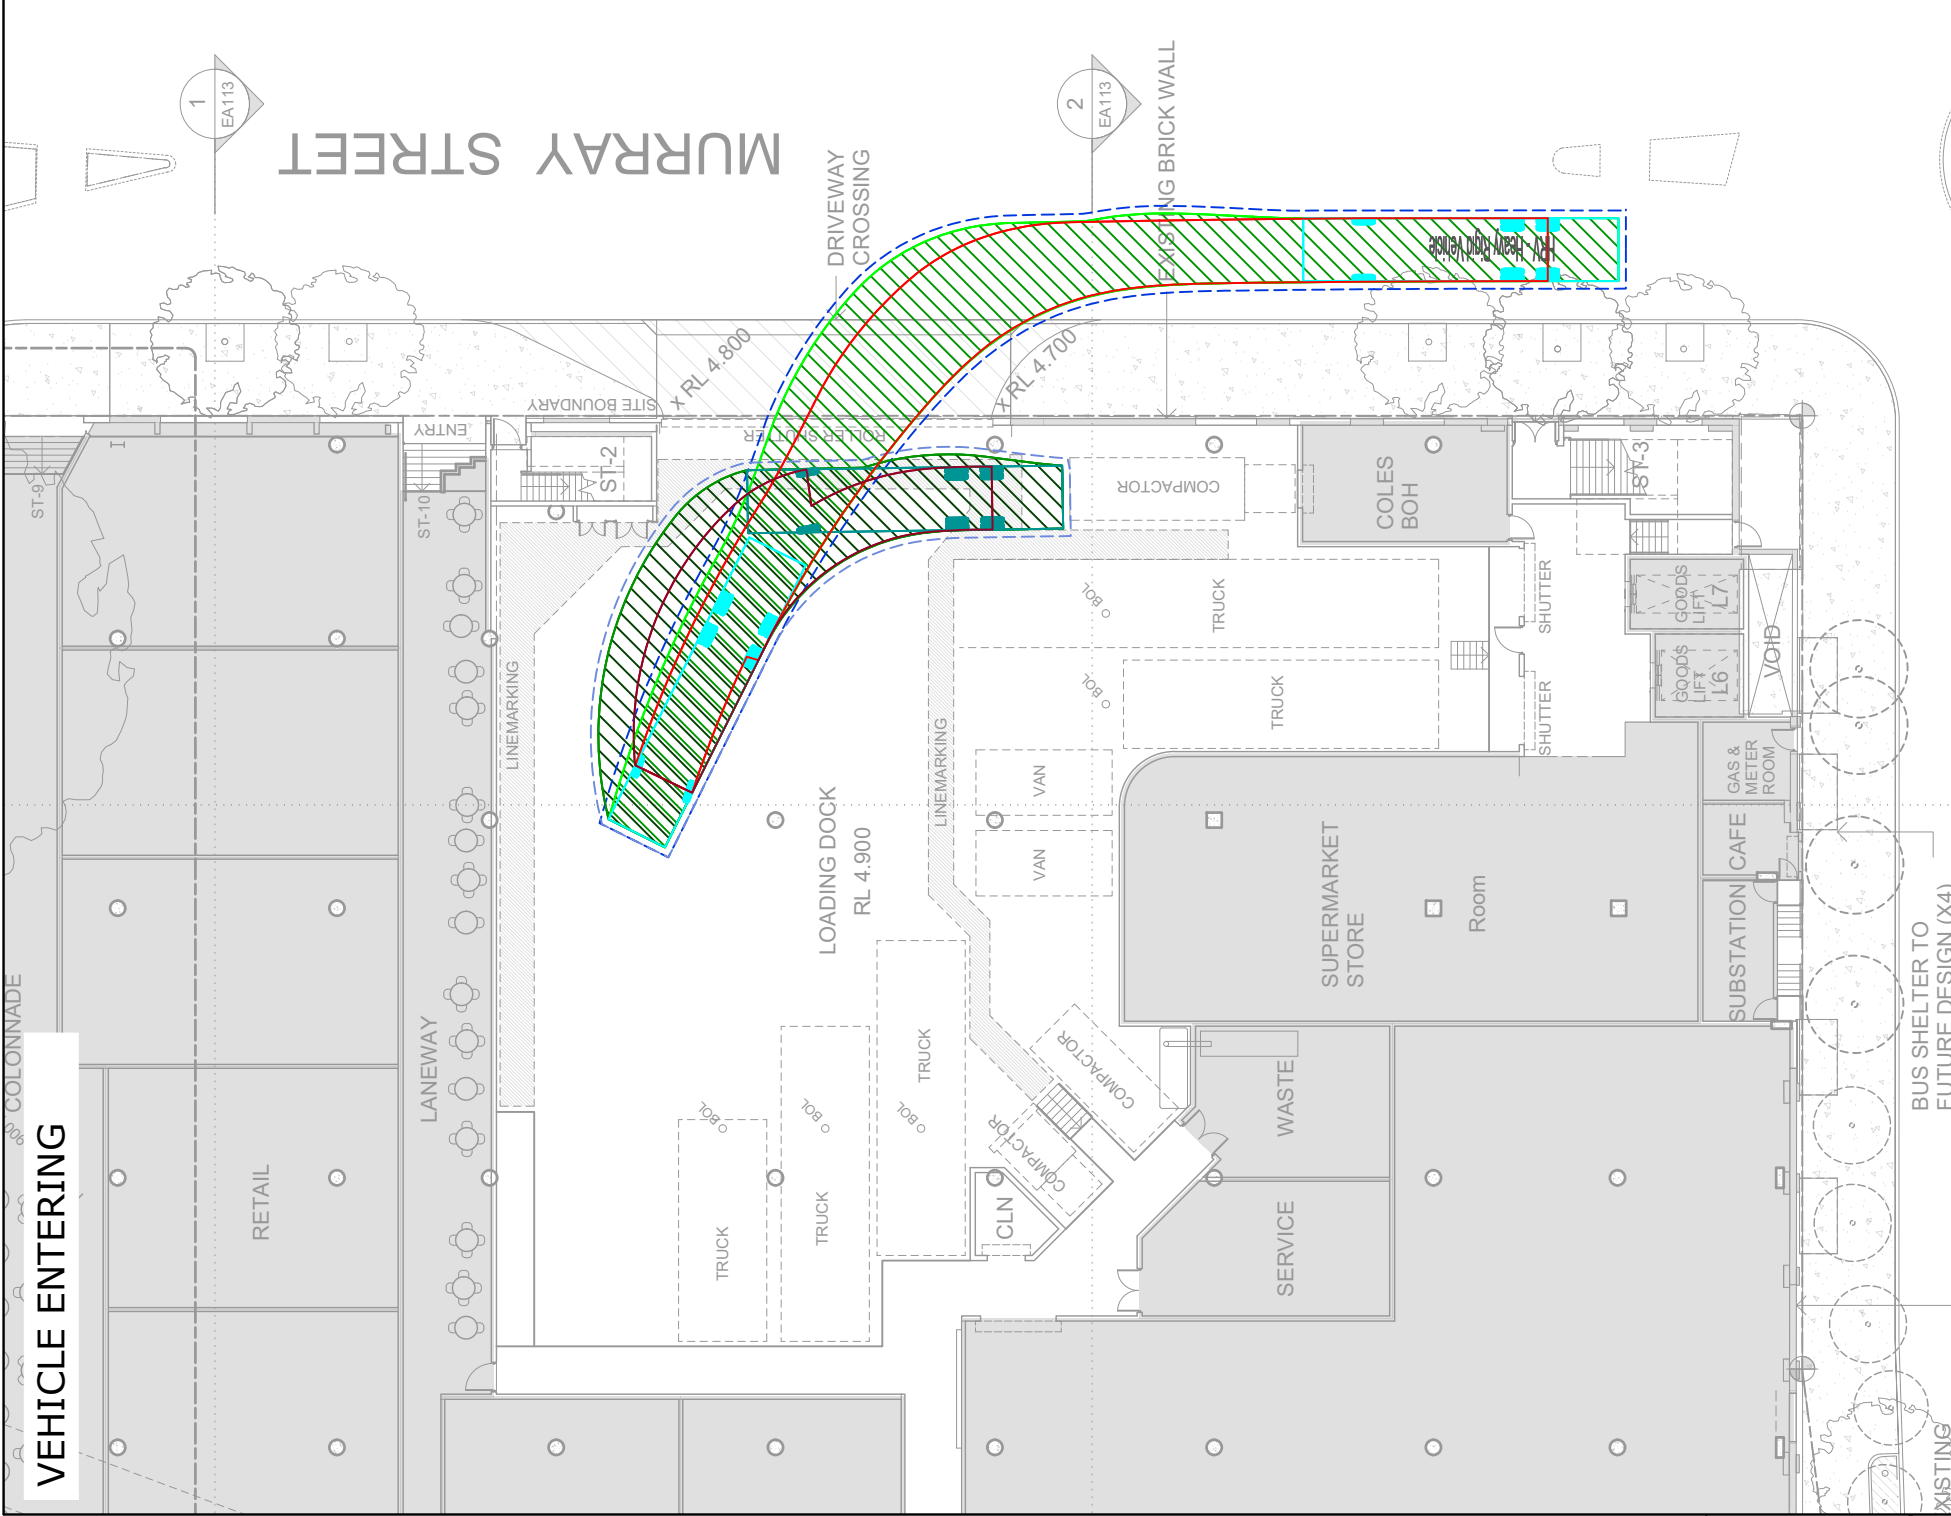 1
EA113
MURRAY STREET
2
EA113
EXISTING BRICK WALL
DRIVEWAY
CROSSING
HRV - Heavy Rigid Vehicle
X RL 4.800
X RL 4.700
SITE BOUNDARY
ROLLER SHUTTER
ENTRY
ST-2
ST-9
ST-10
COMPACTOR
COLES
BOH
ST-3
BOL
TRUCK
SHUTTER
GOODS
LIFT
L7
BOL
TRUCK
SHUTTER
GOODS
LIFT
L6
VOID
LINEMARKING
LINEMARKING
VAN
VAN
GAS &
METER
ROOM
LOADING DOCK
RL 4.900
SUPERMARKET
STORE
Room
CAFE
SUBSTATION
BUS SHELTER TO
FUTURE DESIGN (X4)
COLONNADE
LANEWAY
VEHICLE ENTERING
RETAIL
BOL
TRUCK
BOL
TRUCK
BOL
TRUCK
COMPACTOR
COMPACTOR
CLN
WASTE
SERVICE